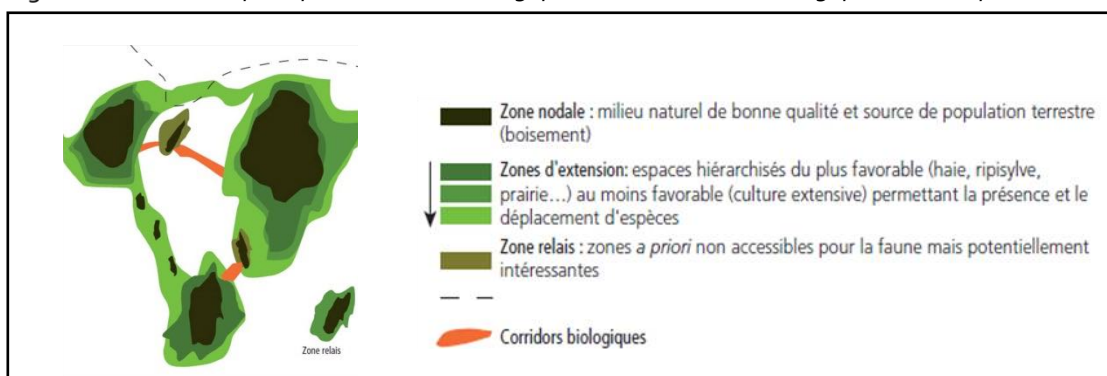 Zone nodale : milieu naturel de bonne qualité et source de population terrestre
(boisement)
Zones d'extension: espaces hiérarchisés du plus favorable (haie, ripisylve,
prairie...) au moins favorable (culture extensive) permettant la présence et le
déplacement d'espèces
Zone relais : zones a priori non accessibles pour la faune mais potentiellement
intéressantes
Corridors biologiques
Zone relais